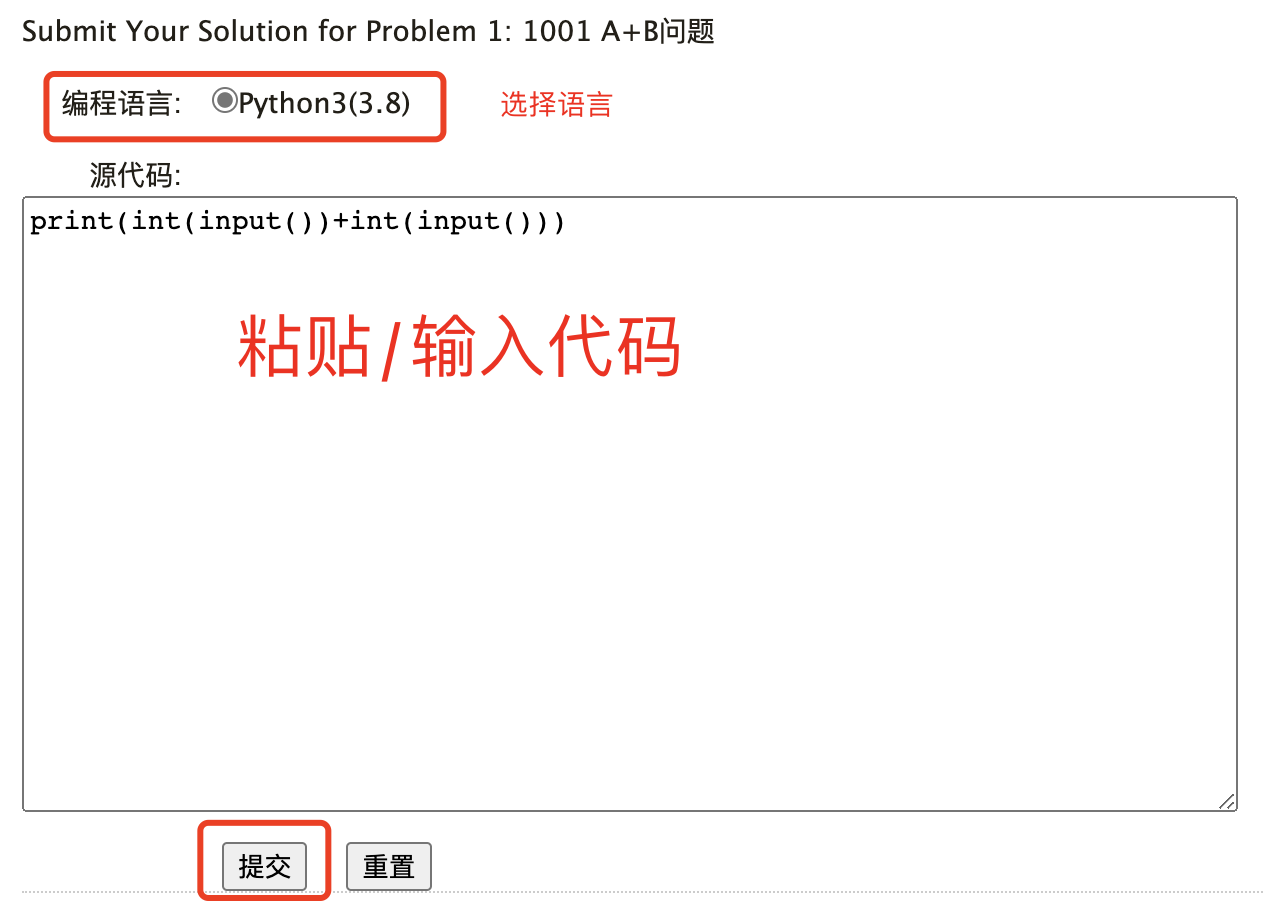 Submit Your Solution for Problem 1: 1001 A+B问题
编程语言: Python3(3.8) 选择语言
源代码:
print(int(input())+int(input()))
粘贴/输入代码
提交 重置